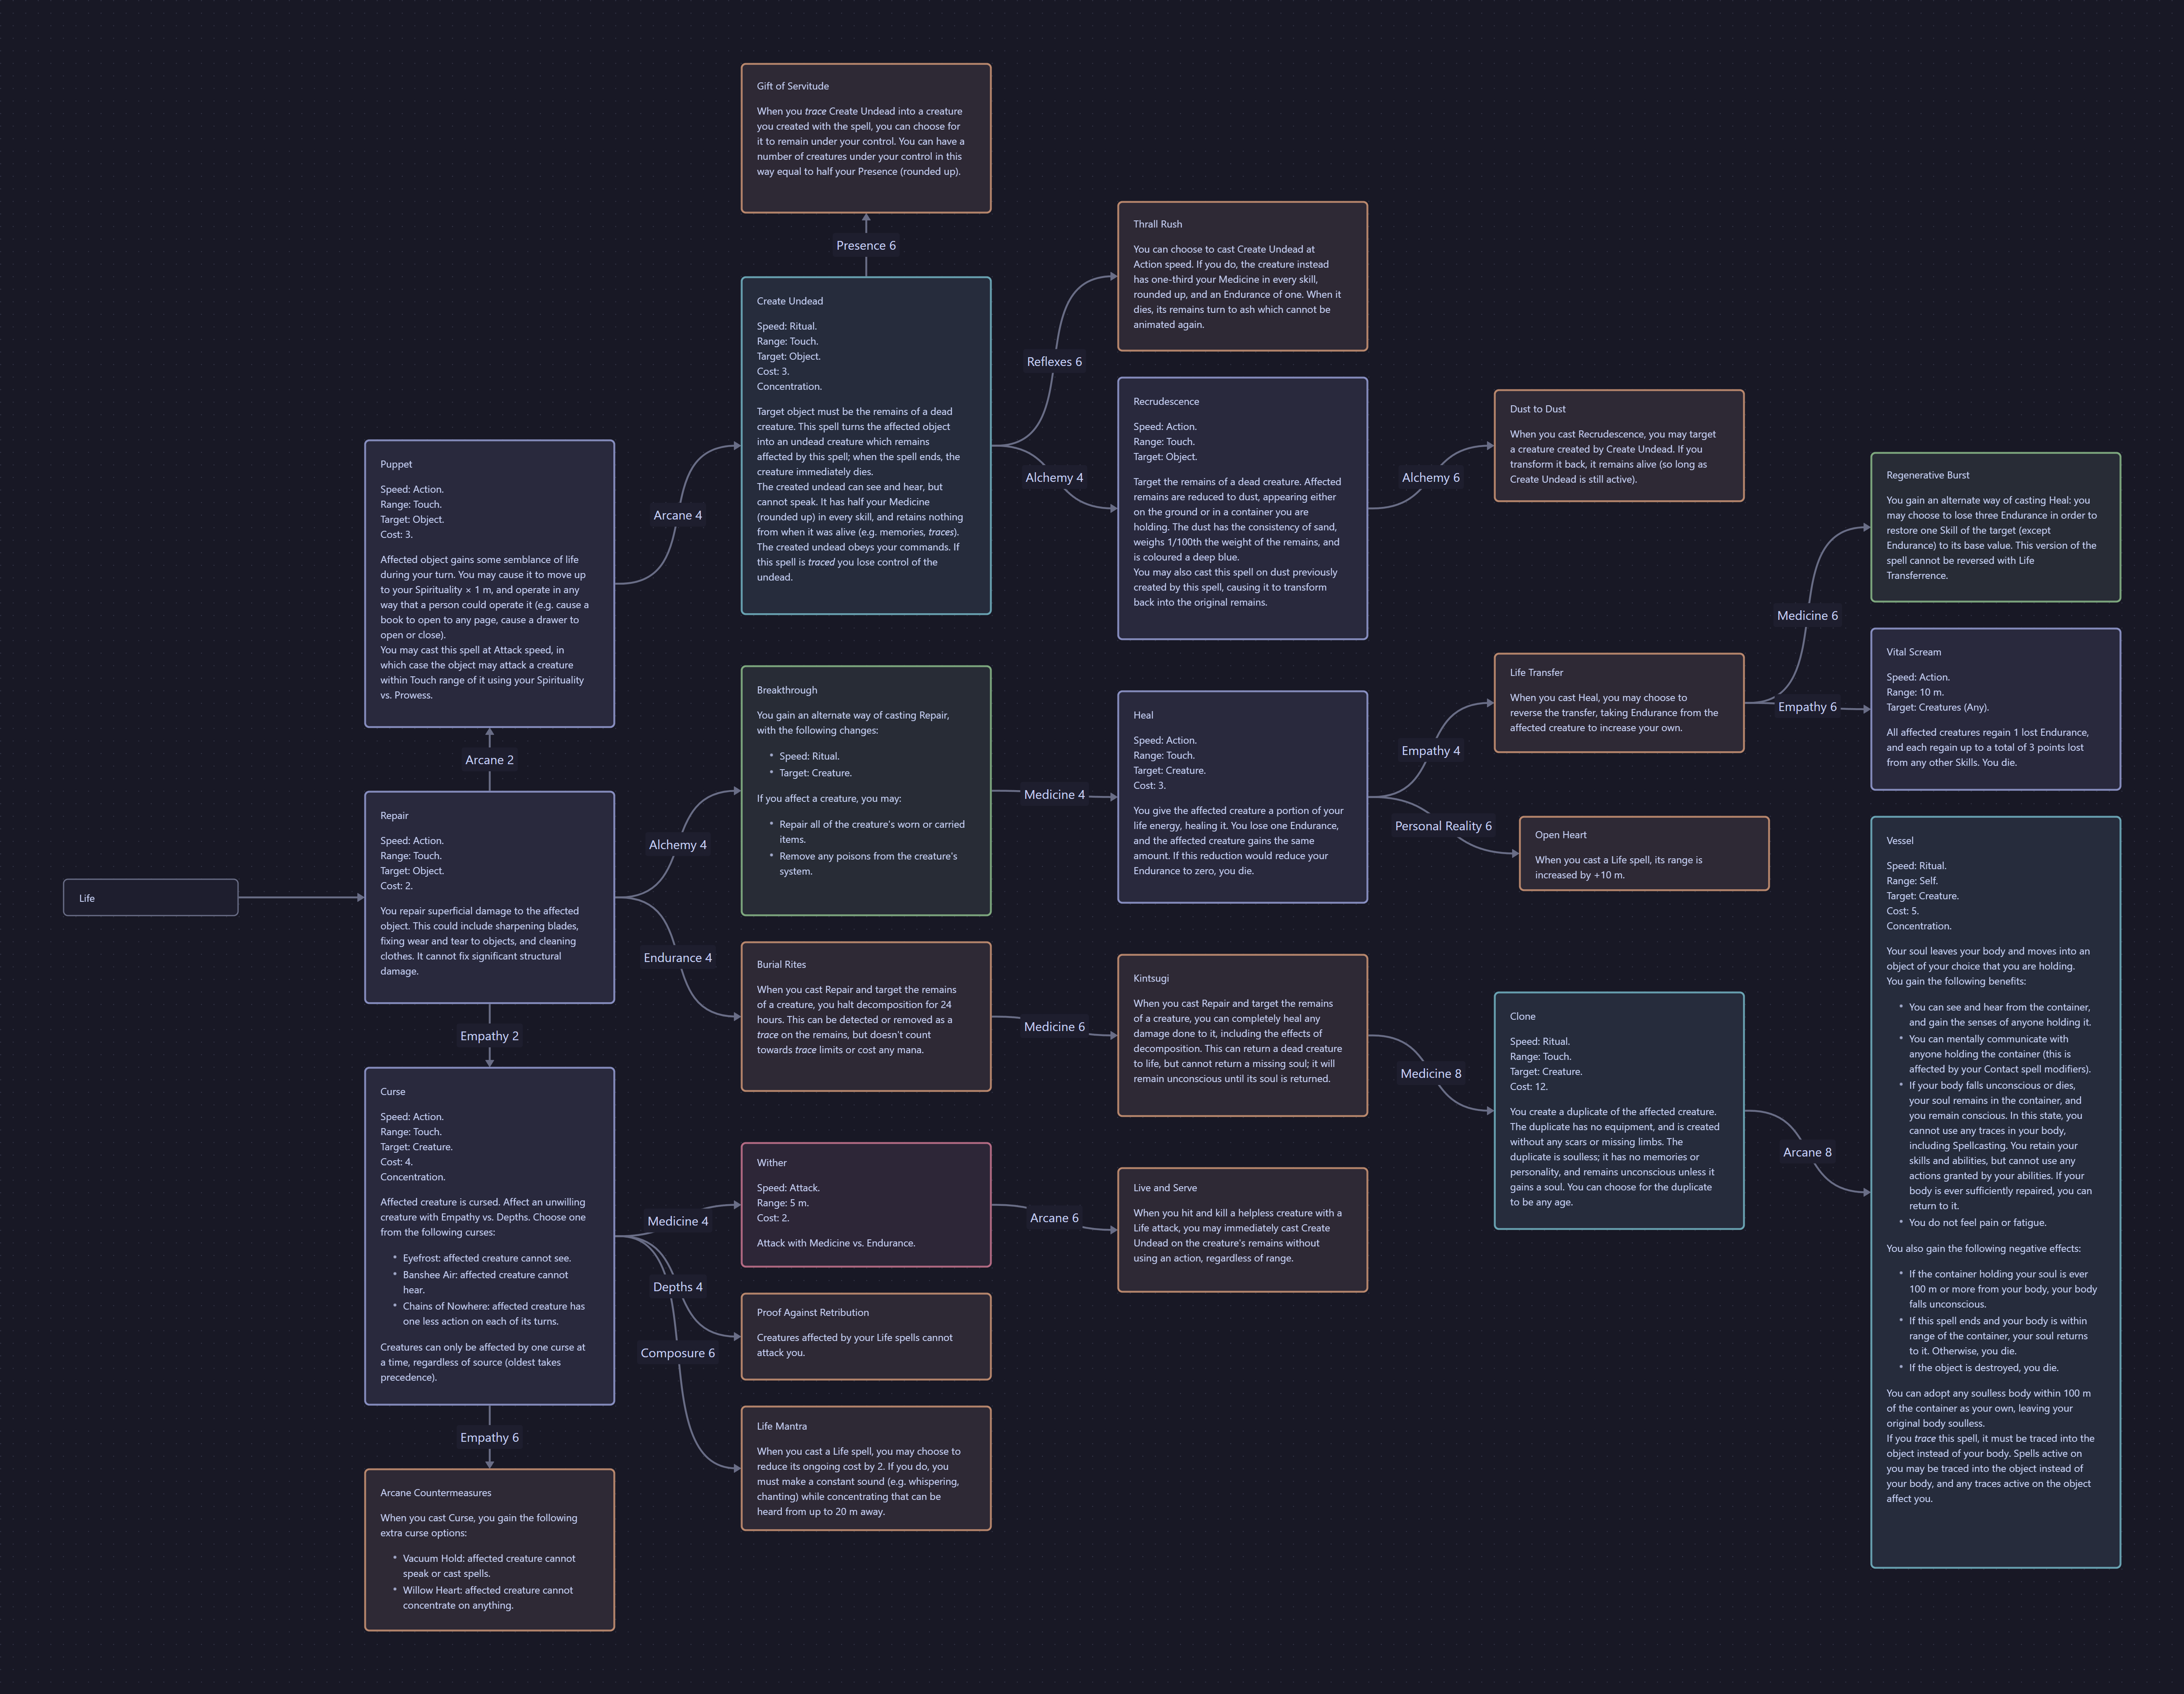 Gift of Servitude
When you trace Create Undead into a creature
you created with the spell, you can choose for
it to remain under your control. You can have a
number of creatures under your control in this
way equal to half your Presence (rounded up).
Presence 6
Create Undead
Speed: Ritual.
Range: Touch.
Target: Object.
Cost: 3.
Concentration.
Target object must be the remains of a dead
creature. This spell turns the affected object
into an undead creature which remains
affected by this spell; when the spell ends, the
creature immediately dies.
The created undead can see and hear, but
cannot speak. It has half your Medicine
(rounded up) in every skill, and retains nothing
from when it was alive (e.g. memories, traces).
The created undead obeys your commands. If
this spell is traced you lose control of the
undead.
Reflexes 6
Thrall Rush
You can choose to cast Create Undead at
Action speed. If you do, the creature instead
has one-third your Medicine in every skill,
rounded up, and an Endurance of one. When it
dies, its remains turn to ash which cannot be
animated again.
Alchemy 4
Recrudescence
Speed: Action.
Range: Touch.
Target: Object.
Target the remains of a dead creature. Affected
remains are reduced to dust, appearing either
on the ground or in a container you are
holding. The dust has the consistency of sand,
weighs 1/100th the weight of the remains, and
is coloured a deep blue.
You may also cast this spell on dust previously
created by this spell, causing it to transform
back into the original remains.
Alchemy 6
Dust to Dust
When you cast Recrudescence, you may target
a creature created by Create Undead. If you
transform it back, it remains alive (so long as
Create Undead is still active).
Puppet
Speed: Action.
Range: Touch.
Target: Object.
Cost: 3.
Affected object gains some semblance of life
during your turn. You may cause it to move up
to your Spirituality × 1 m, and operate in any
way that a person could operate it (e.g. cause a
book to open to any page, cause a drawer to
open or close).
You may cast this spell at Attack speed, in
which case the object may attack a creature
within Touch range of it using your Spirituality
vs. Prowess.
Arcane 4
Arcane 2
Life
Repair
Speed: Action.
Range: Touch.
Target: Object.
Cost: 2.
You repair superficial damage to the affected
object. This could include sharpening blades,
fixing wear and tear to objects, and cleaning
clothes. It cannot fix significant structural
damage.
Alchemy 4
Breakthrough
You gain an alternate way of casting Repair,
with the following changes:
• Speed: Ritual.
• Target: Creature.
If you affect a creature, you may:
• Repair all of the creature's worn or carried
items.
• Remove any poisons from the creature's
system.
Medicine 4
Heal
Speed: Action.
Range: Touch.
Target: Creature.
Cost: 3.
You give the affected creature a portion of your
life energy, healing it. You lose one Endurance,
and the affected creature gains the same
amount. If this reduction would reduce your
Endurance to zero, you die.
Empathy 4
Life Transfer
When you cast Heal, you may choose to
reverse the transfer, taking Endurance from the
affected creature to increase your own.
Medicine 6
Regenerative Burst
You gain an alternate way of casting Heal: you
may choose to lose three Endurance in order to
restore one Skill of the target (except
Endurance) to its base value. This version of the
spell cannot be reversed with Life
Transferrence.
Empathy 6
Vital Scream
Speed: Action.
Range: 10 m.
Target: Creatures (Any).
All affected creatures regain 1 lost Endurance,
and each regain up to a total of 3 points lost
from any other Skills. You die.
Personal Reality 6
Open Heart
When you cast a Life spell, its range is
increased by +10 m.
Endurance 4
Burial Rites
When you cast Repair and target the remains
of a creature, you halt decomposition for 24
hours. This can be detected or removed as a
trace on the remains, but doesn't count
towards trace limits or cost any mana.
Medicine 6
Kintsugi
When you cast Repair and target the remains
of a creature, you can completely heal any
damage done to it, including the effects of
decomposition. This can return a dead creature
to life, but cannot return a missing soul; it will
remain unconscious until its soul is returned.
Medicine 8
Clone
Speed: Ritual.
Range: Touch.
Target: Creature.
Cost: 12.
You create a duplicate of the affected creature.
The duplicate has no equipment, and is created
without any scars or missing limbs. The
duplicate is soulless; it has no memories or
personality, and remains unconscious unless it
gains a soul. You can choose for the duplicate
to be any age.
Arcane 8
Vessel
Speed: Ritual.
Range: Self.
Target: Creature.
Cost: 5.
Concentration.
Your soul leaves your body and moves into an
object of your choice that you are holding.
You gain the following benefits:
• You can see and hear from the container,
and gain the senses of anyone holding it.
• You can mentally communicate with
anyone holding the container (this is
affected by your Contact spell modifiers).
• If your body falls unconscious or dies,
your soul remains in the container, and
you remain conscious. In this state, you
cannot use any traces in your body,
including Spellcasting. You retain your
skills and abilities, but cannot use any
actions granted by your abilities. If your
body is ever sufficiently repaired, you can
return to it.
• You do not feel pain or fatigue.
You also gain the following negative effects:
• If the container holding your soul is ever
100 m or more from your body, your body
falls unconscious.
• If this spell ends and your body is within
range of the container, your soul returns
to it. Otherwise, you die.
• If the object is destroyed, you die.
You can adopt any soulless body within 100 m
of the container as your own, leaving your
original body soulless.
If you trace this spell, it must be traced into the
object instead of your body. Spells active on
you may be traced into the object instead of
your body, and any traces active on the object
affect you.
Empathy 2
Curse
Speed: Action.
Range: Touch.
Target: Creature.
Cost: 4.
Concentration.
Affected creature is cursed. Affect an unwilling
creature with Empathy vs. Depths. Choose one
from the following curses:
• Eyefrost: affected creature cannot see.
• Banshee Air: affected creature cannot
hear.
• Chains of Nowhere: affected creature has
one less action on each of its turns.
Creatures can only be affected by one curse at
a time, regardless of source (oldest takes
precedence).
Medicine 4
Wither
Speed: Attack.
Range: 5 m.
Cost: 2.
Attack with Medicine vs. Endurance.
Arcane 6
Live and Serve
When you hit and kill a helpless creature with a
Life attack, you may immediately cast Create
Undead on the creature's remains without
using an action, regardless of range.
Depths 4
Proof Against Retribution
Creatures affected by your Life spells cannot
attack you.
Composure 6
Life Mantra
When you cast a Life spell, you may choose to
reduce its ongoing cost by 2. If you do, you
must make a constant sound (e.g. whispering,
chanting) while concentrating that can be
heard from up to 20 m away.
Empathy 6
Arcane Countermeasures
When you cast Curse, you gain the following
extra curse options:
• Vacuum Hold: affected creature cannot
speak or cast spells.
• Willow Heart: affected creature cannot
concentrate on anything.